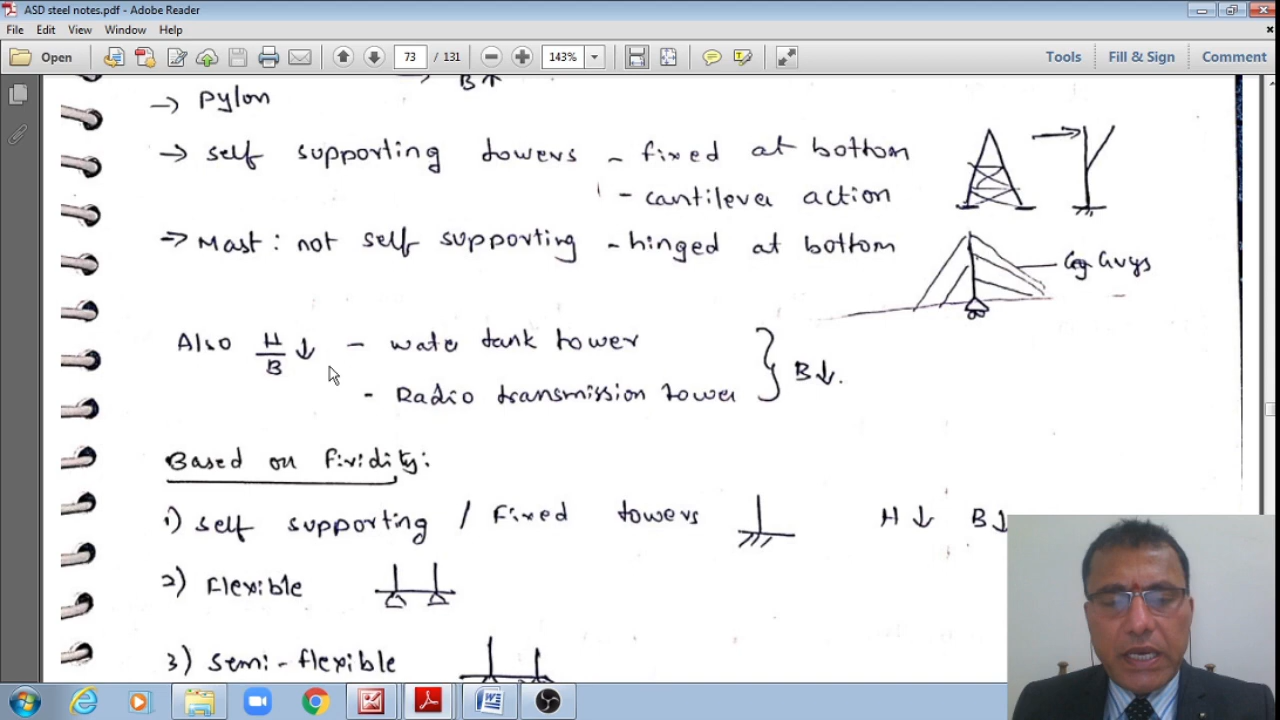 ASD steel notes.pdf - Adobe Reader
File Edit View Window Help
Open 73 / 131 143% Tools Fill & Sign Comment
B↑
→ Pylon
→ self supporting towers - fixed at bottom
- cantilever action
→ Mast : not self supporting - hinged at bottom
Guys
Also H/B ↓ - water tank tower
- Radio transmission tower } B↓.
Based on fixidity:
1) self supporting / Fixed towers H↓ B↓
2) Flexible
3) semi-flexible